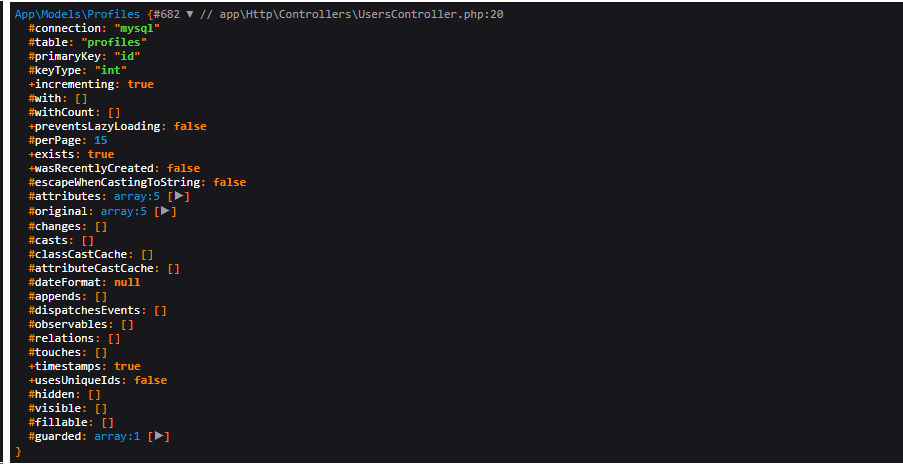 App\Models\Profiles {#682 ▼ // app\Http\Controllers\UsersController.php:20
#connection: "mysql"
#table: "profiles"
#primaryKey: "id"
#keyType: "int"
+incrementing: true
#with: []
#withCount: []
+preventsLazyLoading: false
#perPage: 15
+exists: true
+wasRecentlyCreated: false
#escapeWhenCastingToString: false
#attributes: array:5 [▶]
#original: array:5 [▶]
#changes: []
#casts: []
#classCastCache: []
#attributeCastCache: []
#dateFormat: null
#appends: []
#dispatchesEvents: []
#observables: []
#relations: []
#touches: []
+timestamps: true
+usesUniqueIds: false
#hidden: []
#visible: []
#fillable: []
#guarded: array:1 [▶]
}